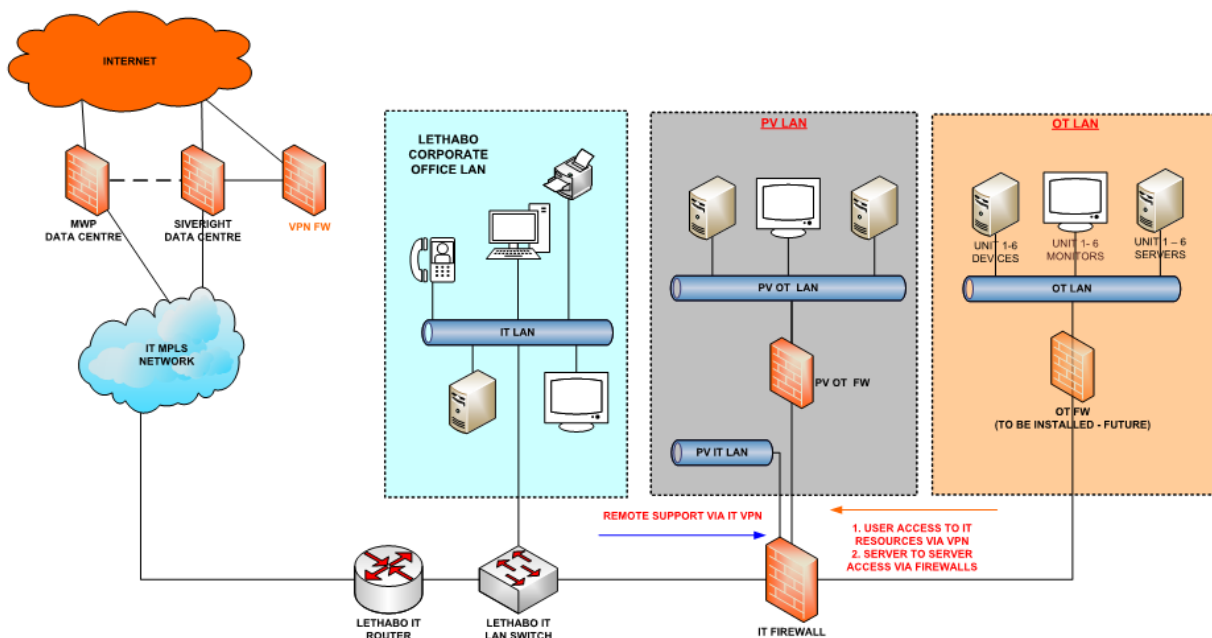 INTERNET
MWP
DATA CENTRE
SIVERIGHT
DATA CENTRE
VPN FW
IT MPLS
NETWORK
LETHABO
CORPORATE
OFFICE LAN
IT LAN
PV LAN
PV OT LAN
PV OT FW
PV IT LAN
OT LAN
UNIT 1-6
DEVICES
UNIT 1- 6
MONITORS
UNIT 1 – 6
SERVERS
OT LAN
OT FW
(TO BE INSTALLED - FUTURE)
REMOTE SUPPORT VIA IT VPN
1. USER ACCESS TO IT
RESOURCES VIA VPN
2. SERVER TO SERVER
ACCESS VIA FIREWALLS
LETHABO IT
ROUTER
LETHABO IT
LAN SWITCH
IT FIREWALL